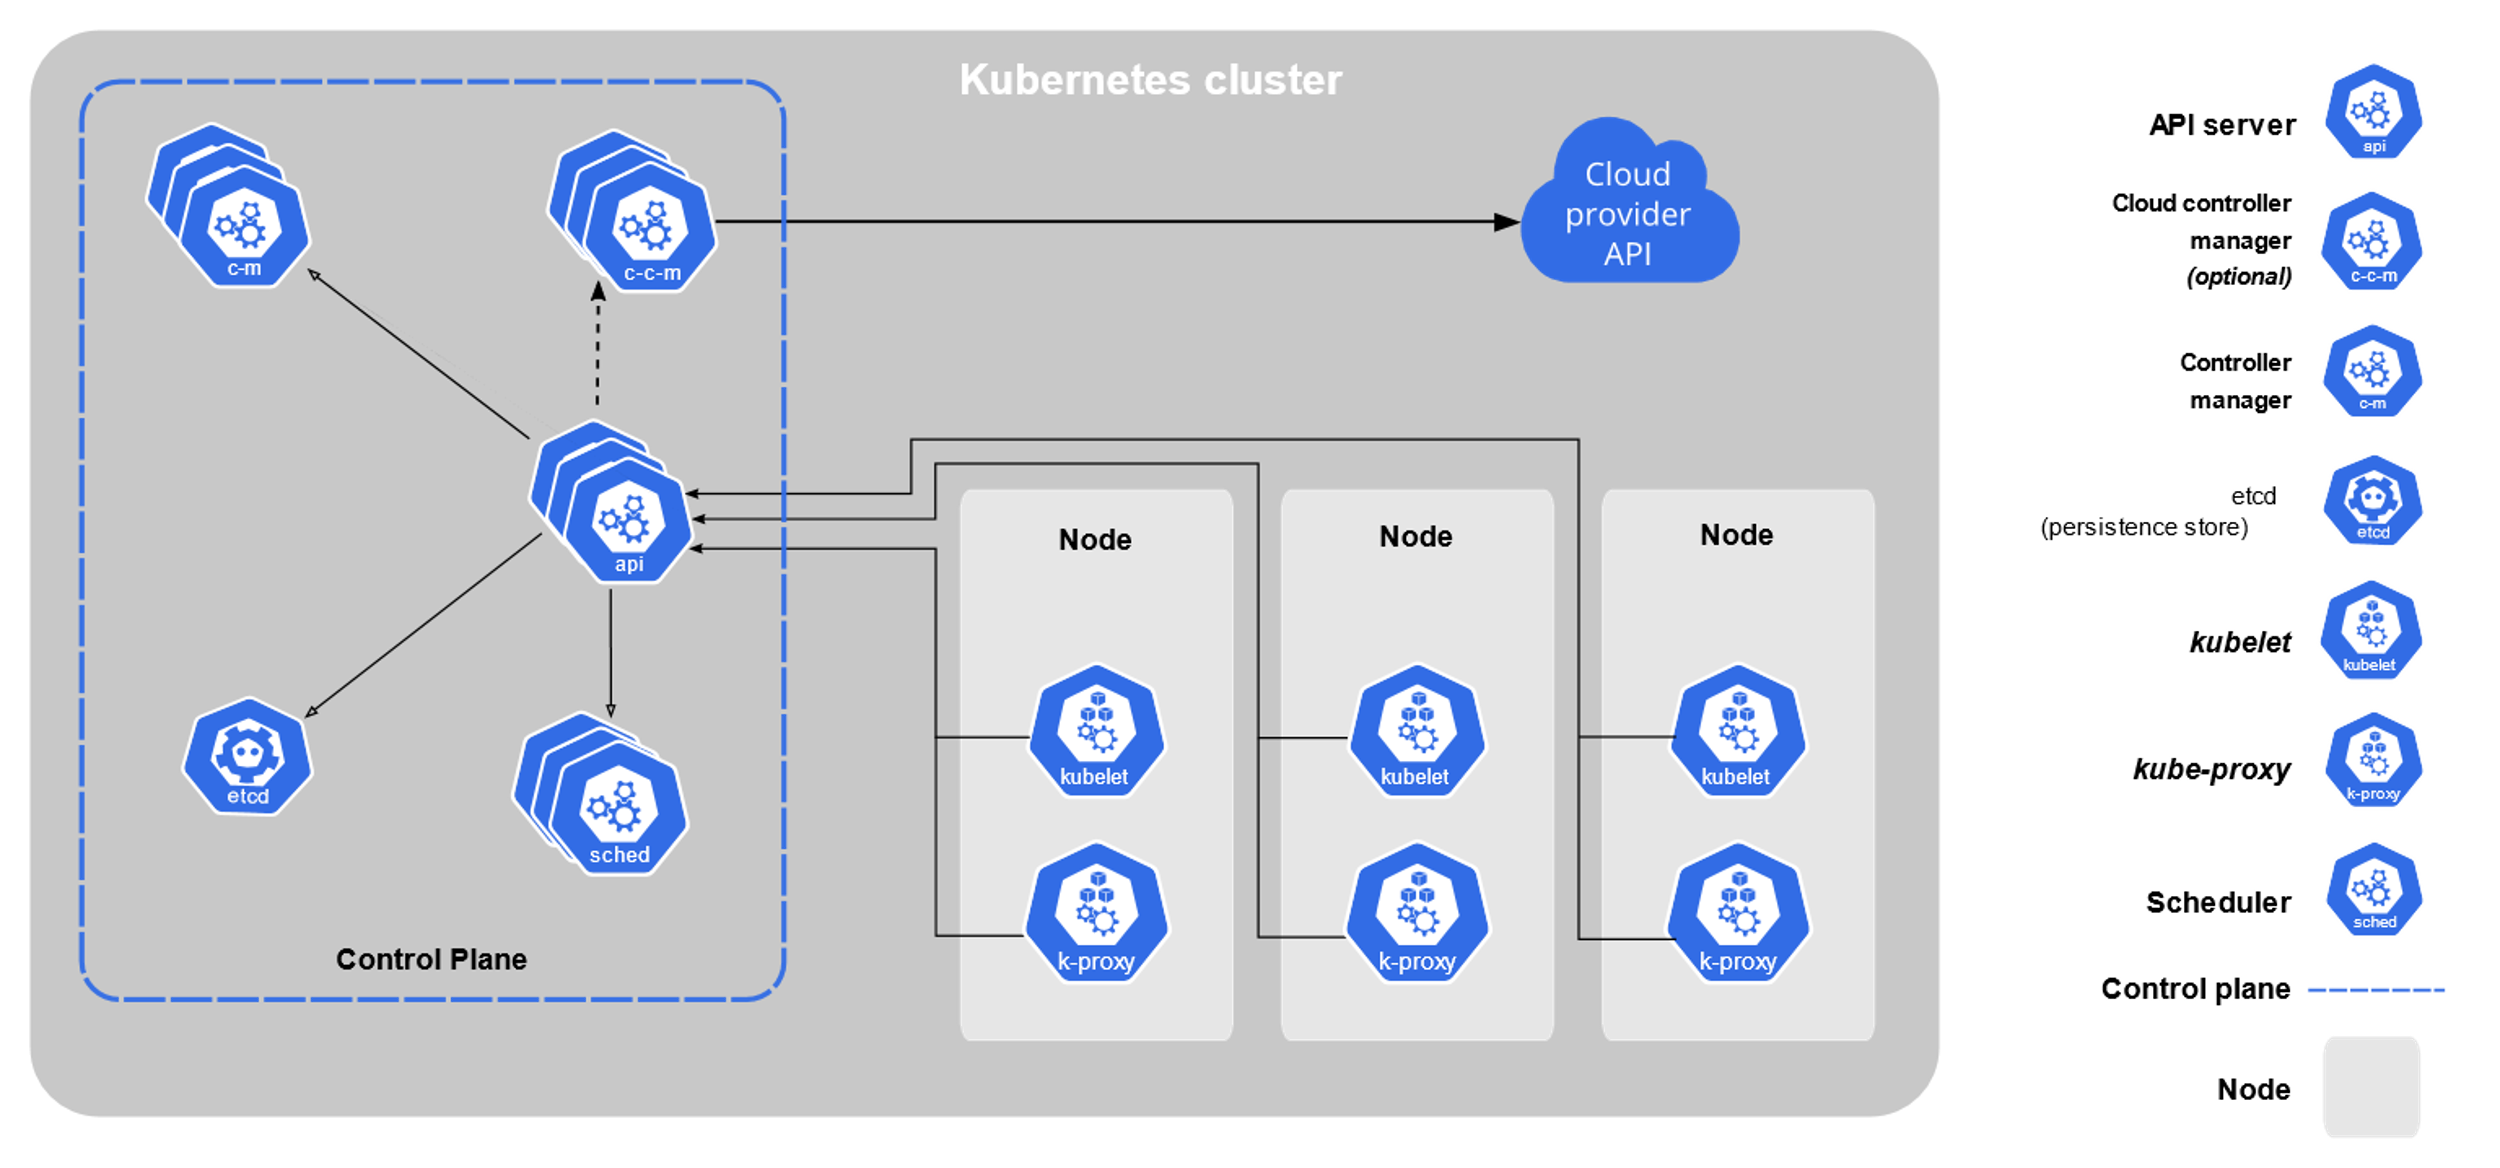 Kubernetes cluster
c-m
c-c-m
Cloud
provider
API
api
etcd
sched
Control Plane
Node
kubelet
k-proxy
Node
kubelet
k-proxy
Node
kubelet
k-proxy
API server
api
Cloud controller
manager
(optional)
c-c-m
Controller
manager
c-m
etcd
(persistence store)
etcd
kubelet
kubelet
kube-proxy
k-proxy
Scheduler
sched
Control plane
Node